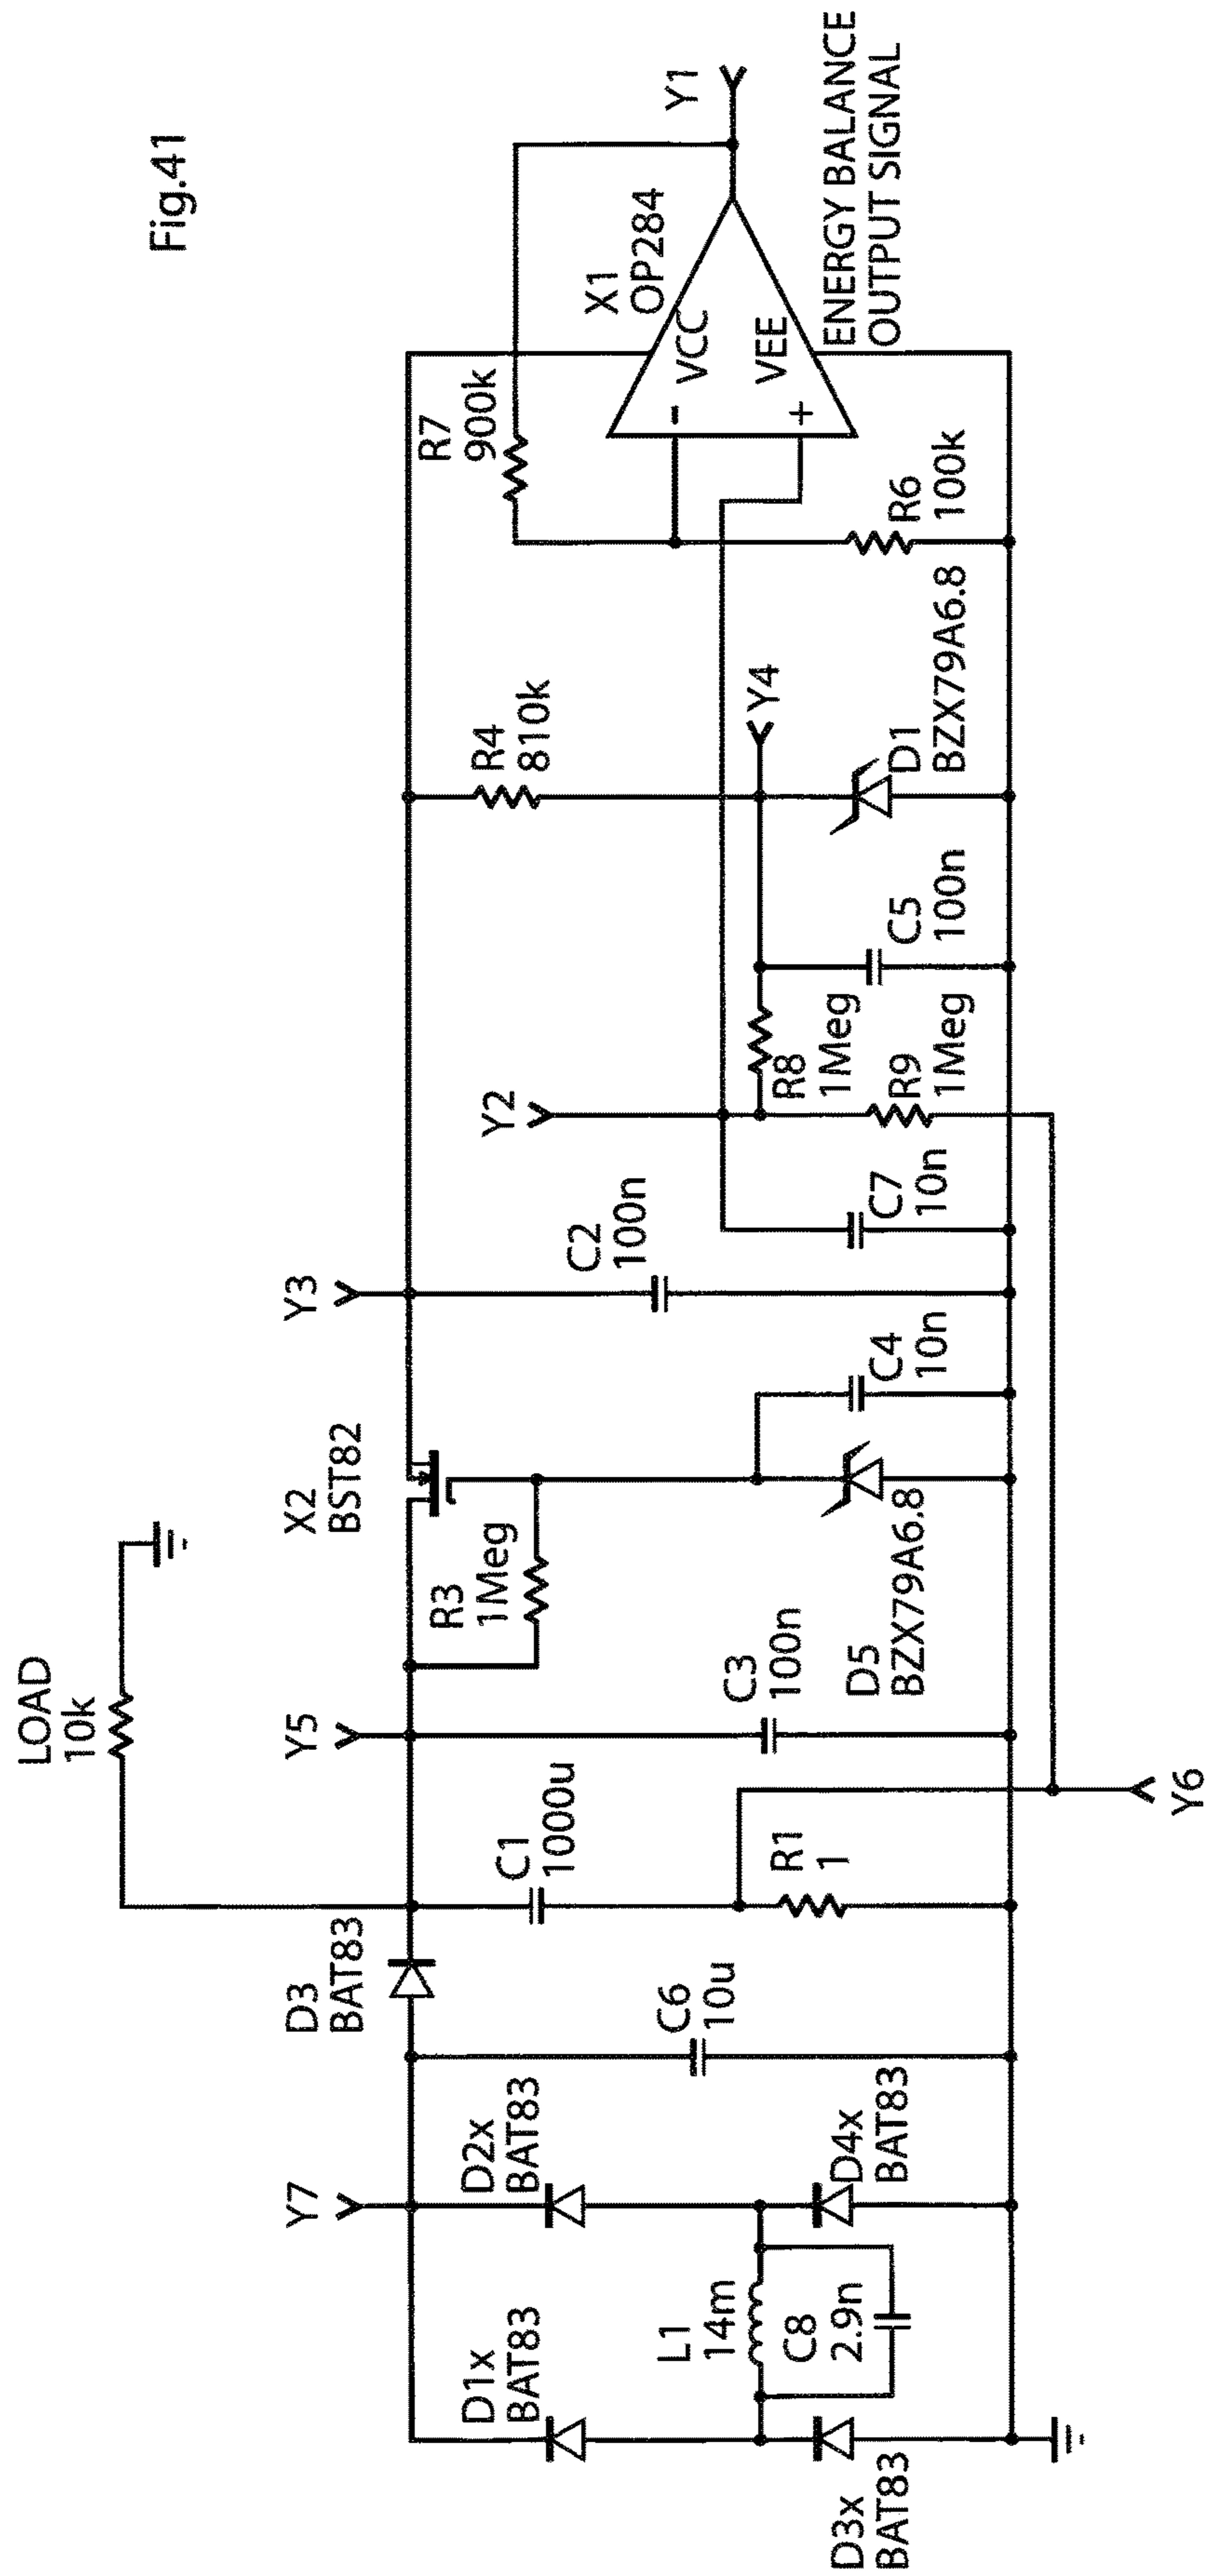 Fig.41
LOAD
10k
Y7
D3
BAT83
Y5
X2
BST82
Y3
Y2
D1x
BAT83
D2x
BAT83
C1
1000u
R3
1Meg
C2
100n
R4
810k
R7
900k
X1
OP284
Y1
L1
14m
C6
10u
C3
100n
Y4
VCC
-
VEE
+
C8
2.9n
R1
1
R8
1Meg
D3x
BAT83
D4x
BAT83
D5
BZX79A6.8
C4
10n
C7
10n
R9
1Meg
C5
100n
D1
BZX79A6.8
R6
100k
ENERGY BALANCE
OUTPUT SIGNAL
Y6